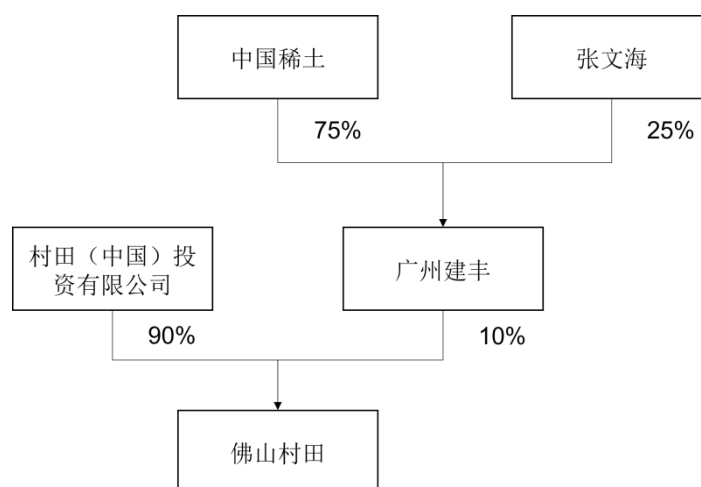 中国稀土
张文海
75%
25%
村田（中国）投
资有限公司
广州建丰
90%
10%
佛山村田